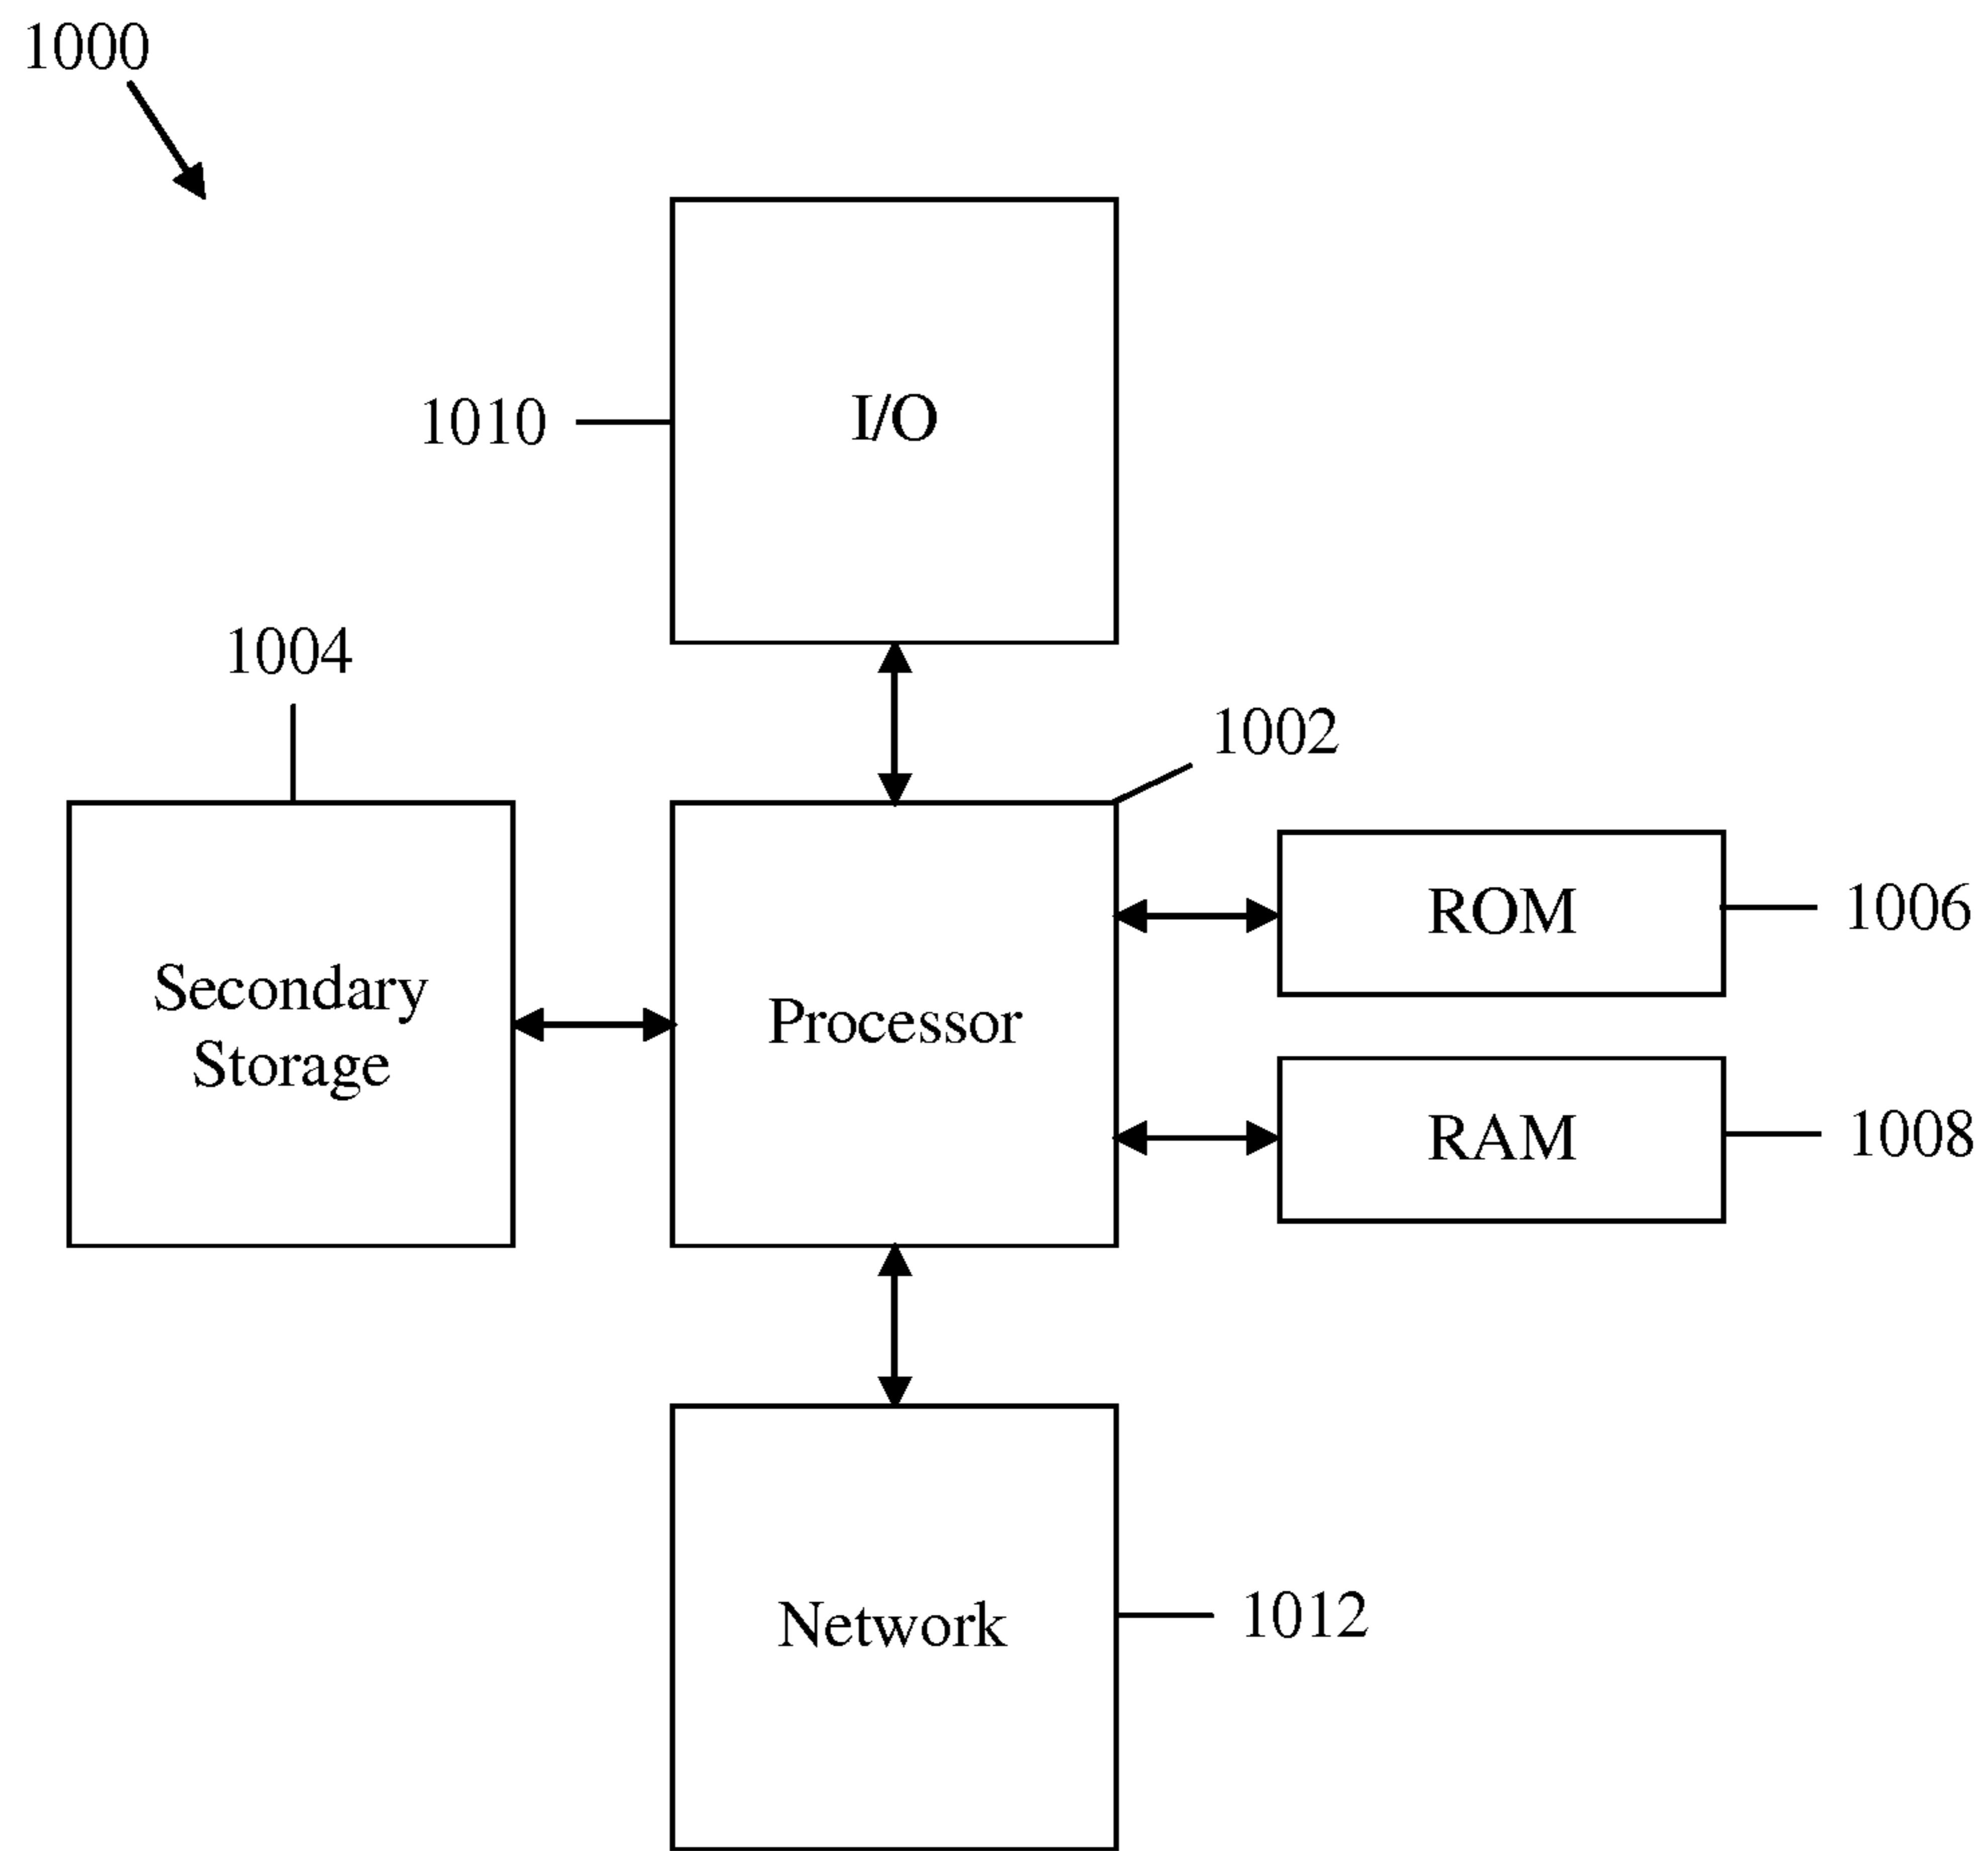 1000
1010
I/O
1004
1002
ROM
1006
Secondary
Storage
Processor
RAM
1008
Network
1012